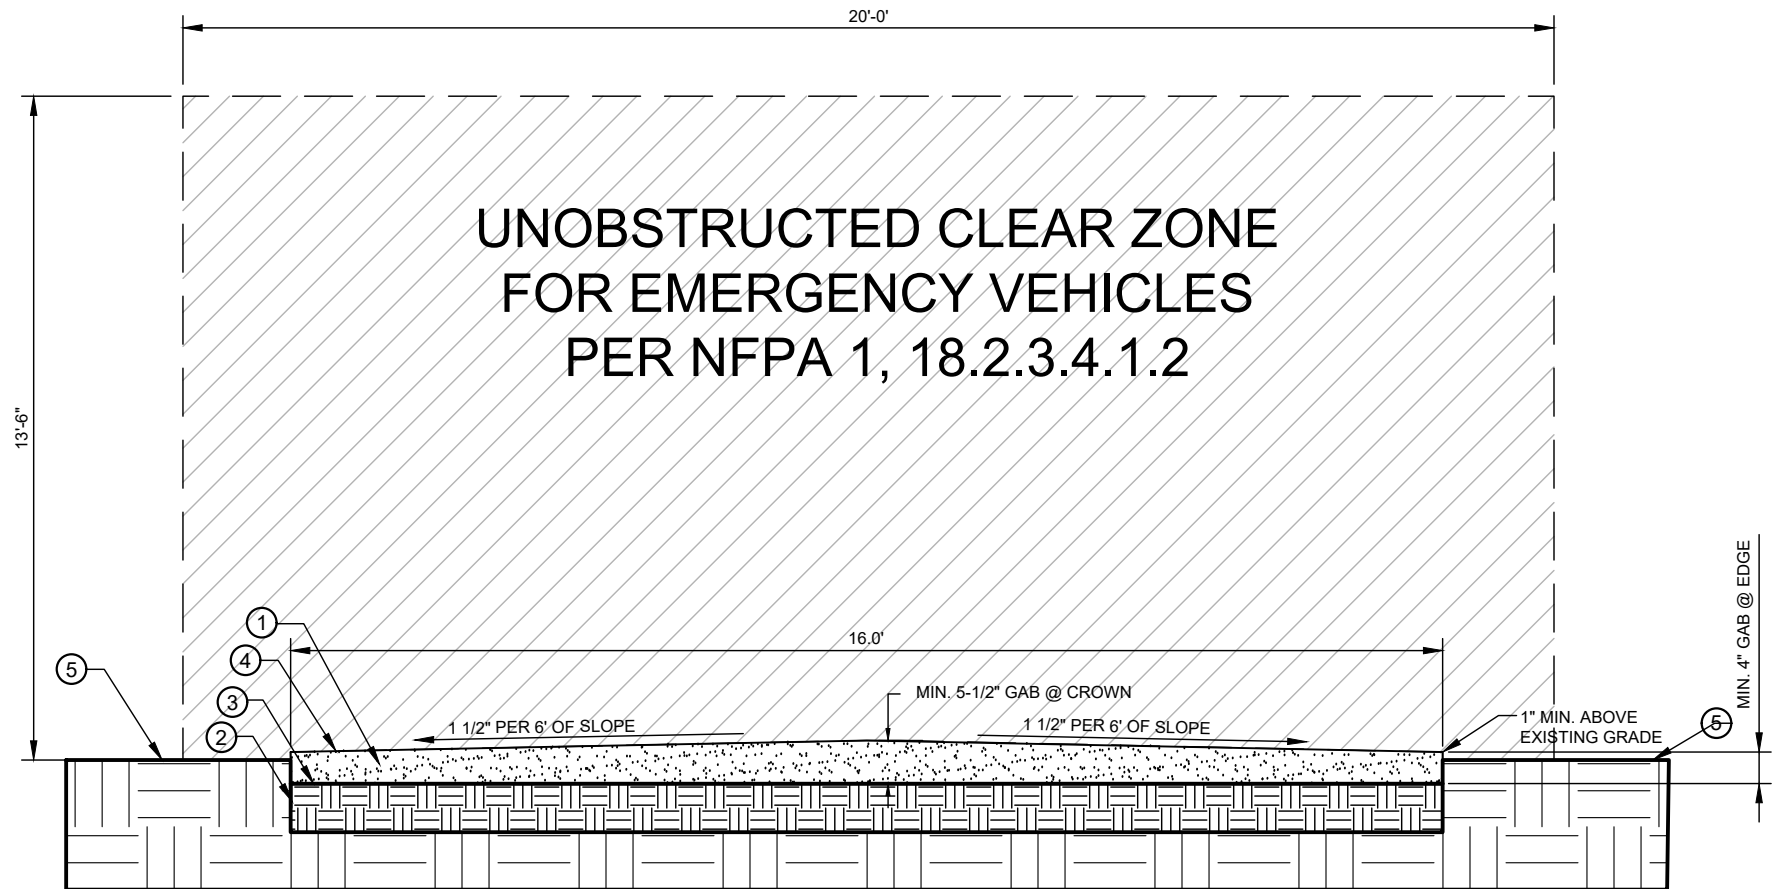 20'-0'
13'-6"
UNOBSTRUCTED CLEAR ZONE
FOR EMERGENCY VEHICLES
PER NFPA 1, 18.2.3.4.1.2
MIN. 4" GAB @ EDGE
1
16.0'
4
5
3
MIN. 5-1/2" GAB @ CROWN
1 1/2" PER 6' OF SLOPE
1 1/2" PER 6' OF SLOPE
1" MIN. ABOVE
EXISTING GRADE
5
2